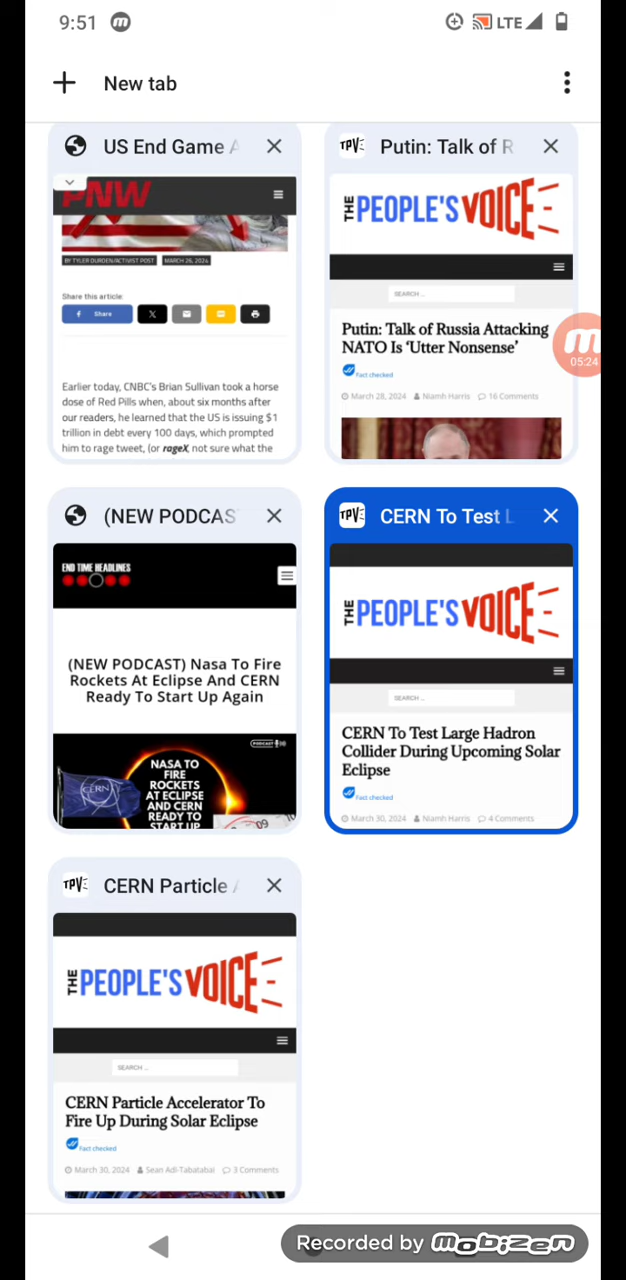 9:51
LTE
New tab
US End Game
PNW
BY TYLER DURDEN/ACTIVIST POST MARCH 26, 2024
Share this article:
Share
Earlier today, CNBC's Brian Sullivan took a horse
dose of Red Pills when, about six months after
our readers, he learned that the US is issuing $1
trillion in debt every 100 days, which prompted
him to rage tweet, (or rageX, not sure what the
TPV Putin: Talk of R
THE PEOPLE'S VOICE
SEARCH ...
Putin: Talk of Russia Attacking
NATO Is ‘Utter Nonsense’
Fact checked
March 28, 2024 Niamh Harris 16 Comments
05:24
(NEW PODCAS
END TIME HEADLINES
(NEW PODCAST) Nasa To Fire
Rockets At Eclipse And CERN
Ready To Start Up Again
PODCAST
CERN
NASA TO
FIRE
ROCKETS
AT ECLIPSE
AND CERN
READY TO
START UP
09
TPV CERN To Test L
THE PEOPLE'S VOICE
SEARCH ...
CERN To Test Large Hadron
Collider During Upcoming Solar
Eclipse
Fact checked
March 30, 2024 Niamh Harris 4 Comments
TPV CERN Particle
THE PEOPLE'S VOICE
SEARCH ...
CERN Particle Accelerator To
Fire Up During Solar Eclipse
Fact checked
March 30, 2024 Sean Adl-Tabatabai 3 Comments
Recorded by mobizen